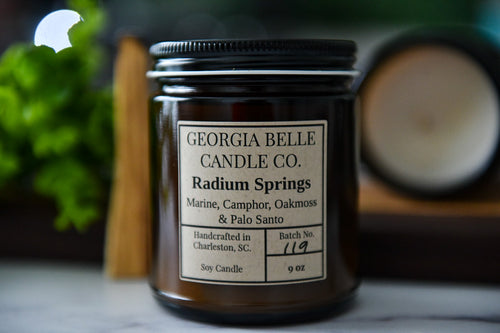 GEORGIA BELLE
CANDLE CO.
Radium Springs
Marine, Camphor, Oakmoss
& Palo Santo
Handcrafted in
Charleston, SC.
Soy Candle
Batch No.
119
9 oz